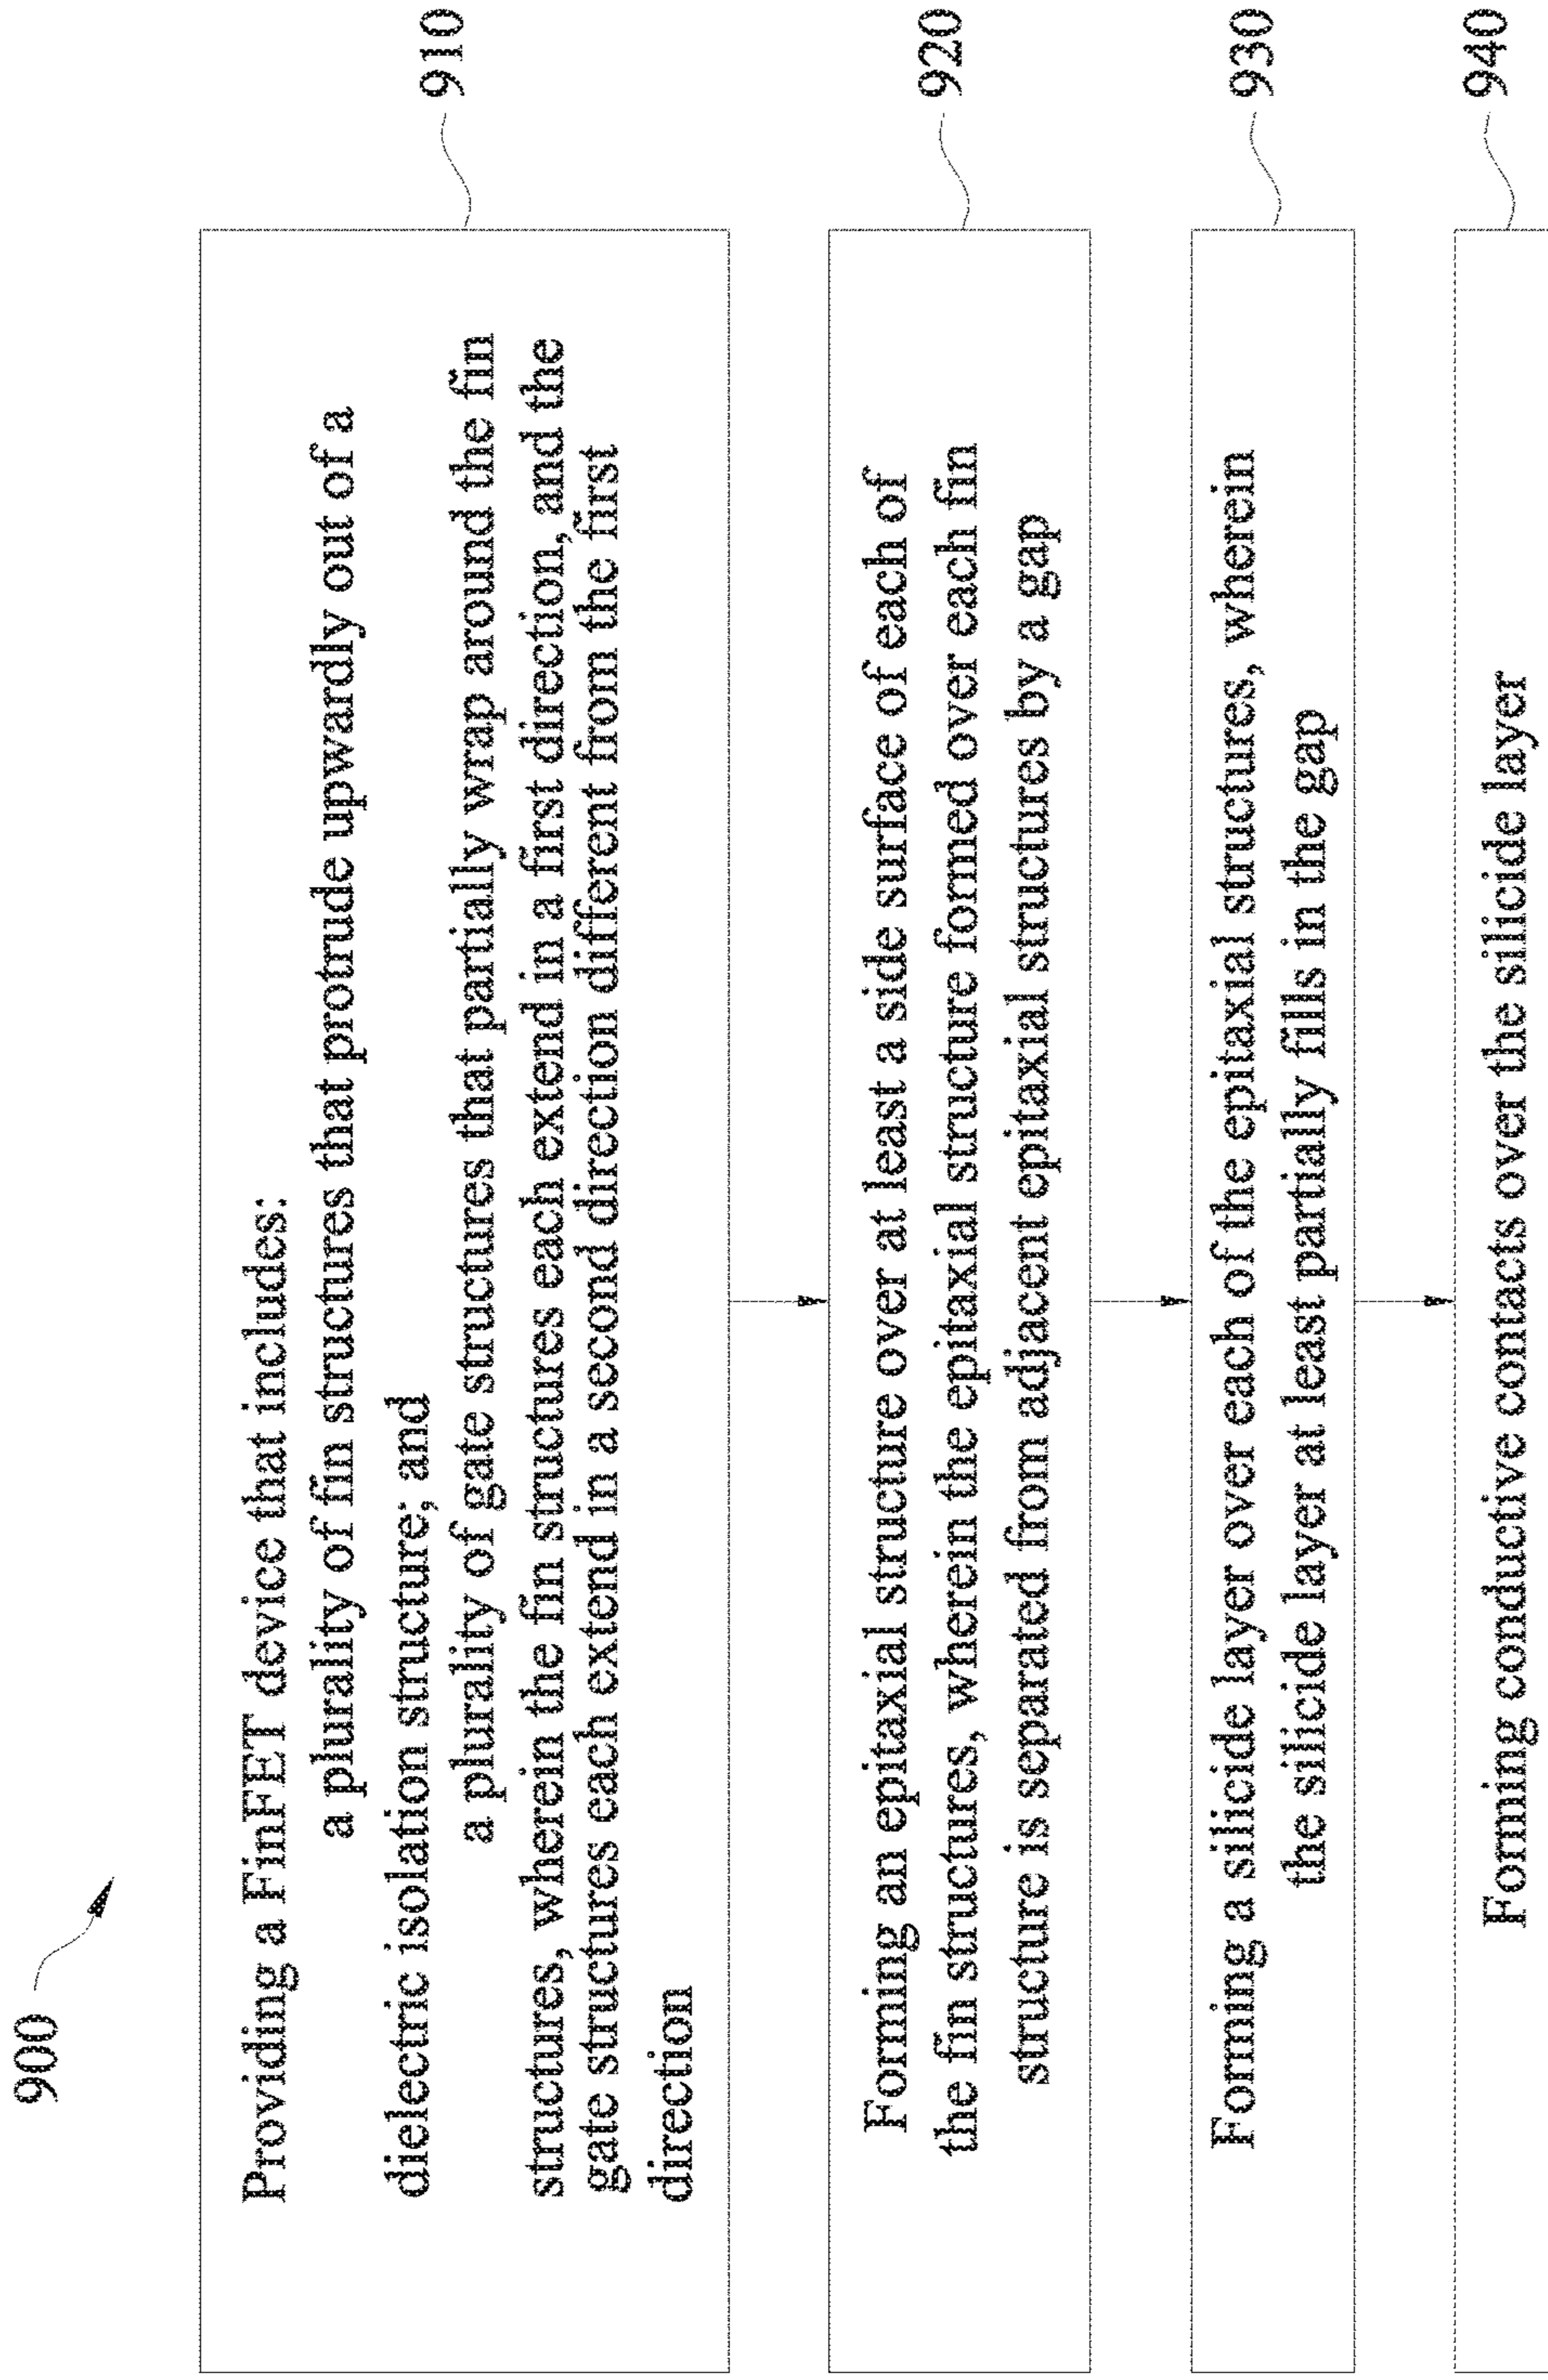 900
Providing a FinFET device that includes:
a plurality of fin structures that protrude upwardly out of a
dielectric isolation structure; and
a plurality of gate structures that partially wrap around the fin
structures, wherein the fin structures each extend in a first direction, and the
gate structures each extend in a second direction different from the first
direction
910
Forming an epitaxial structure over at least a side surface of each of
the fin structures, wherein the epitaxial structure formed over each fin
structure is separated from adjacent epitaxial structures by a gap
920
Forming a silicide layer over each of the epitaxial structures, wherein
the silicide layer at least partially fills in the gap
930
Forming conductive contacts over the silicide layer
940